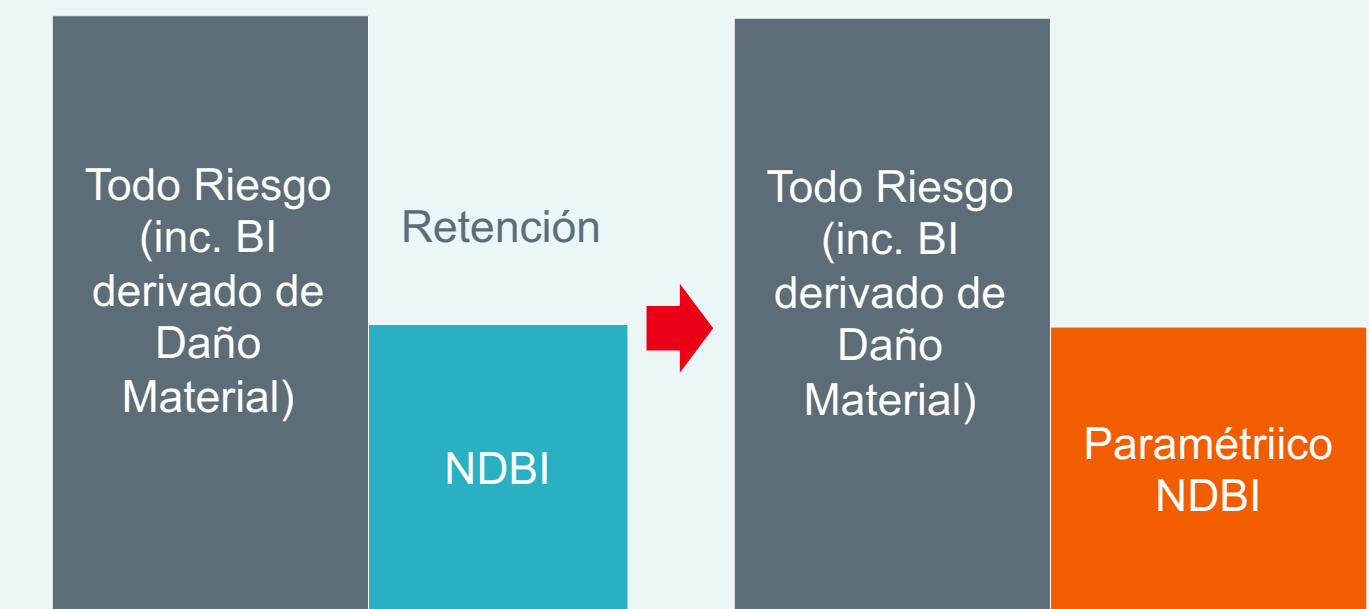 Todo Riesgo
(inc. BI
derivado de
Daño
Material)
Retención
NDBI
Todo Riesgo
(inc. BI
derivado de
Daño
Material)
Paramétriico
NDBI